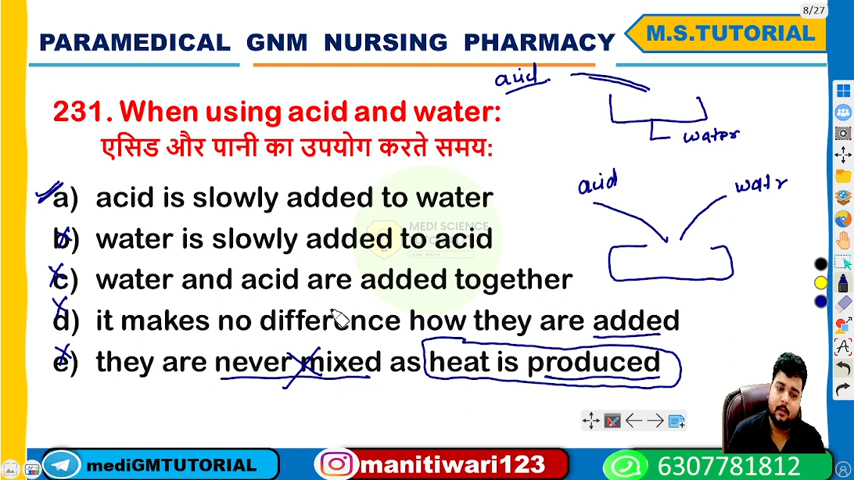 8/27
PARAMEDICAL GNM NURSING PHARMACY
M.S.TUTORIAL
acid
231. When using acid and water:
water
एसिड और पानी का उपयोग करते समय:
acid
water
a) acid is slowly added to water
MEDI SCIENCE
b) water is slowly added to acid
c) water and acid are added together
d) it makes no difference how they are added
e) they are never mixed as heat is produced
mediGMTUTORIAL
manitiwari123
6307781812